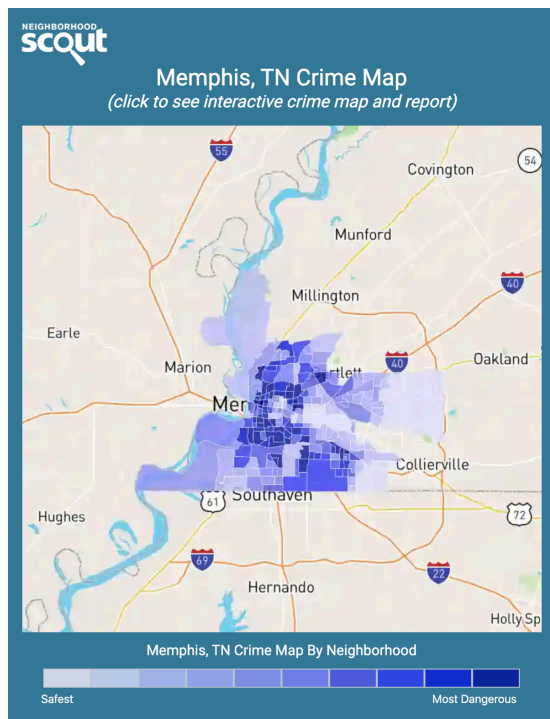 NEIGHBORHOOD
scout
Memphis, TN Crime Map
(click to see interactive crime map and report)
55
54
Covington
Munford
40
Millington
Earle
Marion
rtlett
40
Oakland
Mer
Collierville
61
Southaven
72
Hughes
69
22
Hernando
Holly Sp
Memphis, TN Crime Map By Neighborhood
Safest
Most Dangerous